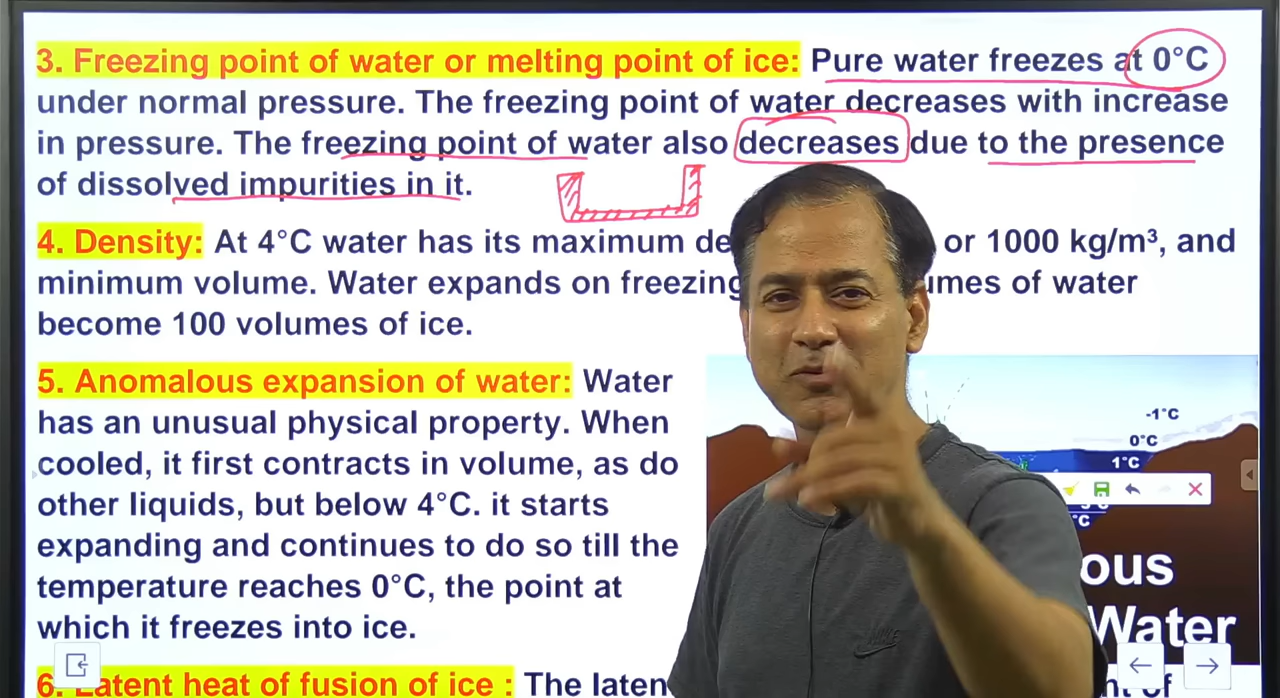 3. Freezing point of water or melting point of ice: Pure water freezes at 0°C
under normal pressure. The freezing point of water decreases with increase
in pressure. The freezing point of water also decreases due to the presence
of dissolved impurities in it.
4. Density: At 4°C water has its maximum or 1000 kg/m³, and
minimum volume. Water expands on freezing of water
become 100 volumes of ice.
5. Anomalous expansion of water: Water
has an unusual physical property. When
cooled, it first contracts in volume, as do
other liquids, but below 4°C. it starts
expanding and continues to do so till the
temperature reaches 0°C, the point at
which it freezes into ice.
-1°C
0°C
1°C
°C
Water
6. Latent heat of fusion of ice : The
of
NIKE